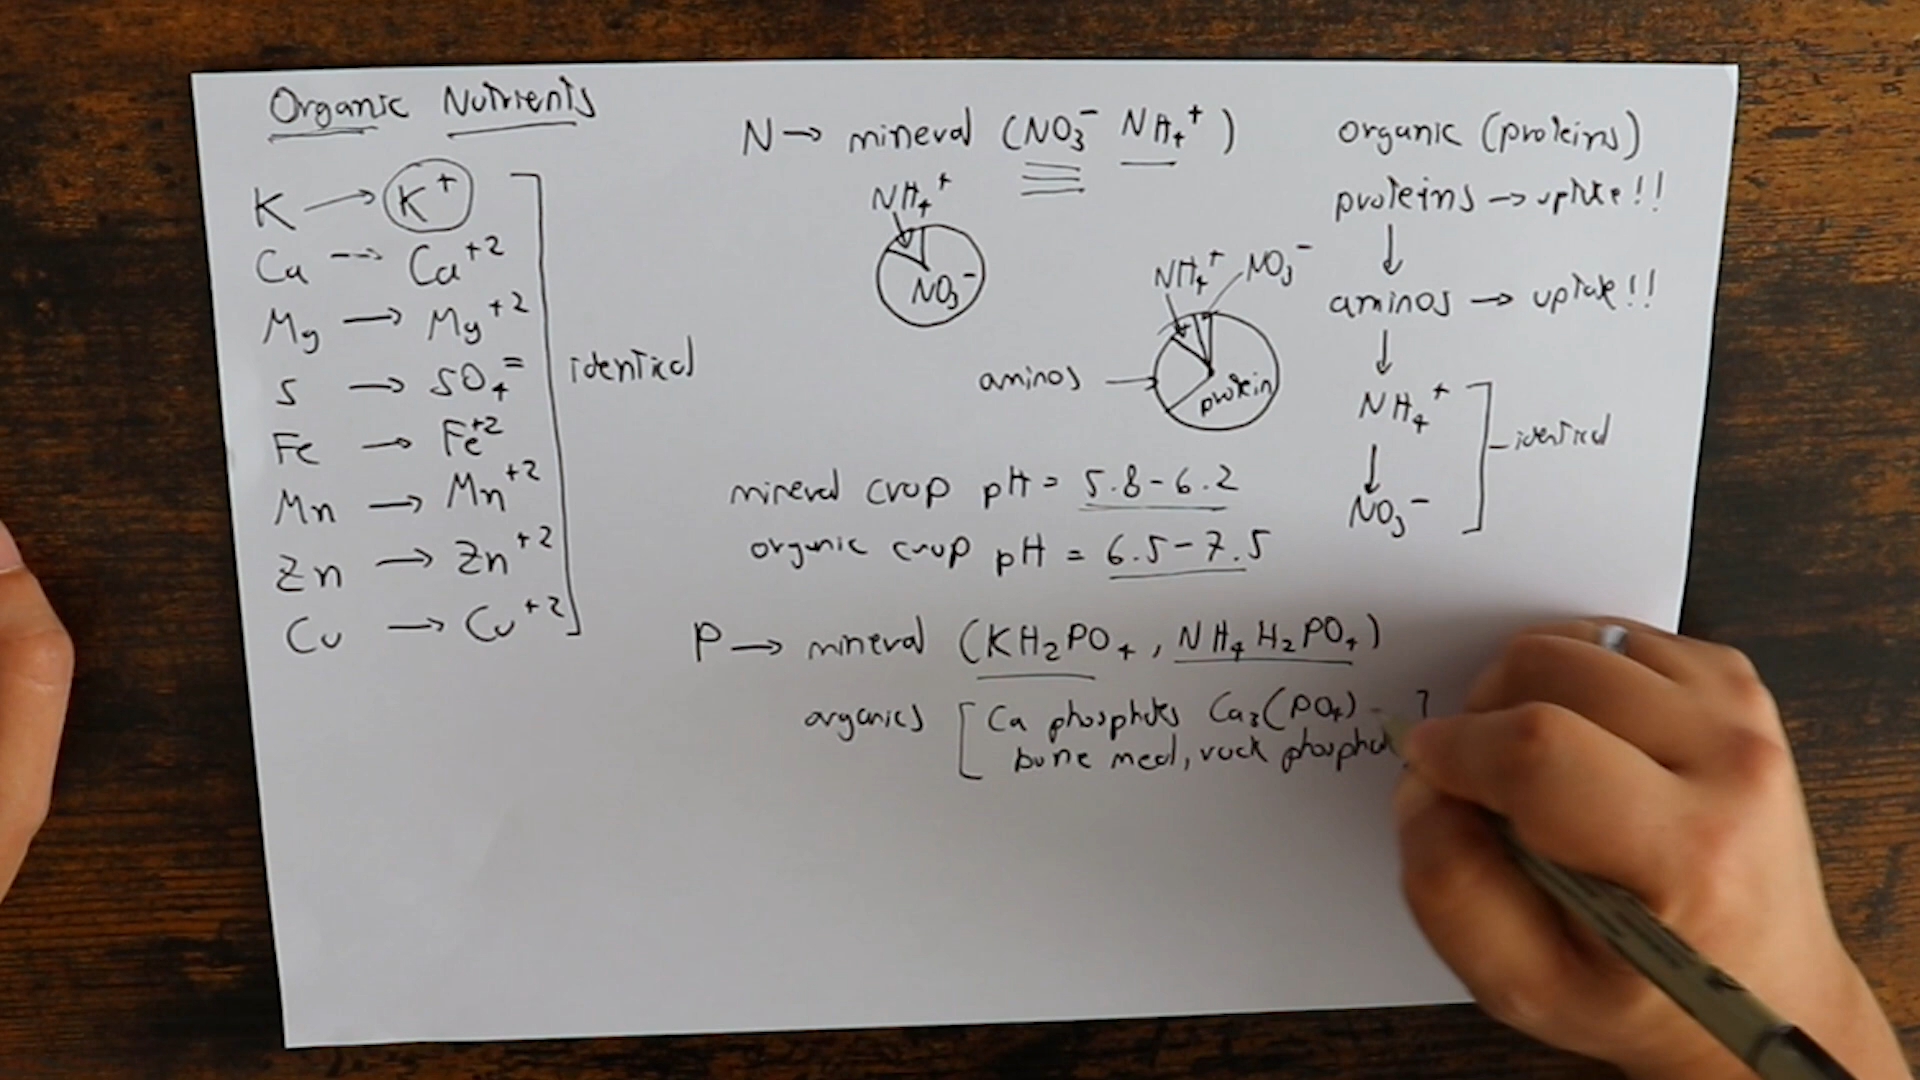 Organic Nutrients
K → K+
Ca → Ca+2
Mg → Mg+2
S → SO4=
Fe → Fe+2
Mn → Mn+2
Zn → Zn+2
Cu → Cu+2
identical
N → mineral (NO3- NH4+)
NH4+
NO3-
organic (proteins)
proteins → uptake!!
↓
aminos → uptake!!
↓
NH4+
↓
NO3-
identical
NH4+ NO3-
aminos →
protein
mineral crop pH = 5.8-6.2
organic crop pH = 6.5-7.5
P → mineral (KH2PO4, NH4H2PO4)
organics [ Ca phosphates Ca3(PO4) -
bone meal, rock